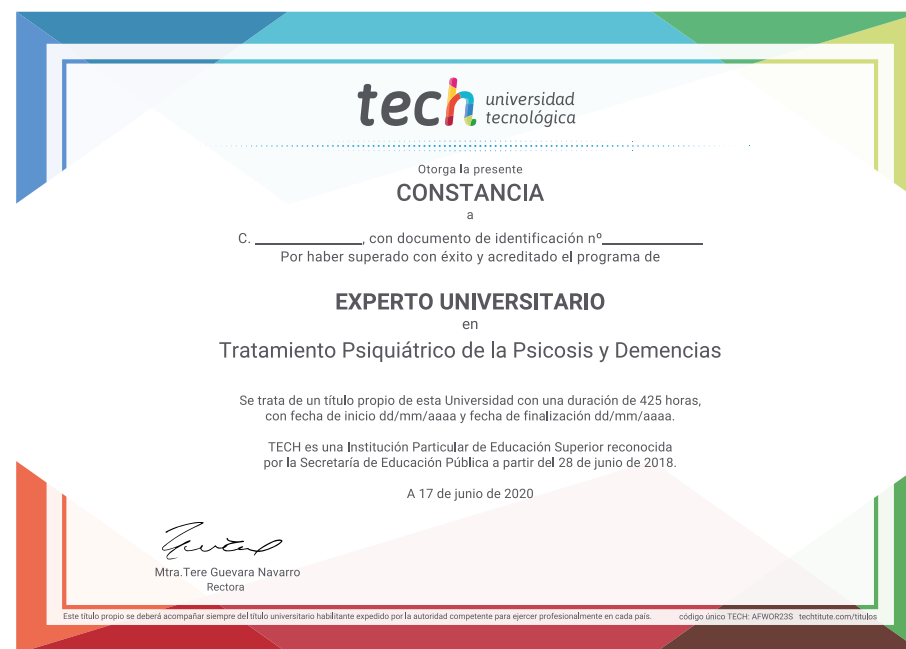 tech universidad
tecnológica
Otorga la presente
CONSTANCIA
a
C. ______________, con documento de identificación nº_____________
Por haber superado con éxito y acreditado el programa de
EXPERTO UNIVERSITARIO
en
Tratamiento Psiquiátrico de la Psicosis y Demencias
Se trata de un título propio de esta Universidad con una duración de 425 horas,
con fecha de inicio dd/mm/aaaa y fecha de finalización dd/mm/aaaa.
TECH es una Institución Particular de Educación Superior reconocida
por la Secretaría de Educación Pública a partir del 28 de junio de 2018.
A 17 de junio de 2020
Mtra.Tere Guevara Navarro
Rectora
Este título propio se deberá acompañar siempre del título universitario habilitante expedido por la autoridad competente para ejercer profesionalmente en cada país. código único TECH: AFWOR23S techtitute.com/titulos